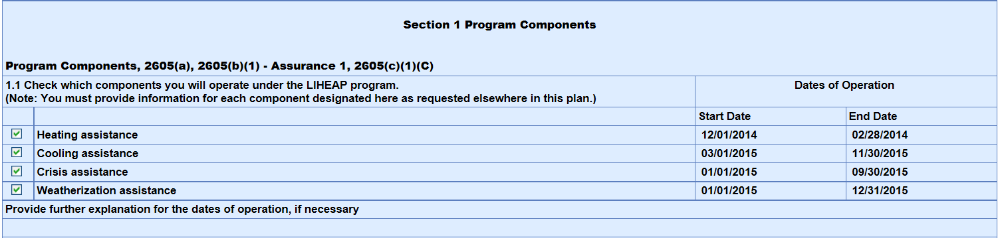 Section 1 Program Components
Program Components, 2605(a), 2605(b)(1) - Assurance 1, 2605(c)(1)(C)
1.1 Check which components you will operate under the LIHEAP program.
(Note: You must provide information for each component designated here as requested elsewhere in this plan.)
Dates of Operation
Start Date End Date
Heating assistance 12/01/2014 02/28/2014
Cooling assistance 03/01/2015 11/30/2015
Crisis assistance 01/01/2015 09/30/2015
Weatherization assistance 01/01/2015 12/31/2015
Provide further explanation for the dates of operation, if necessary